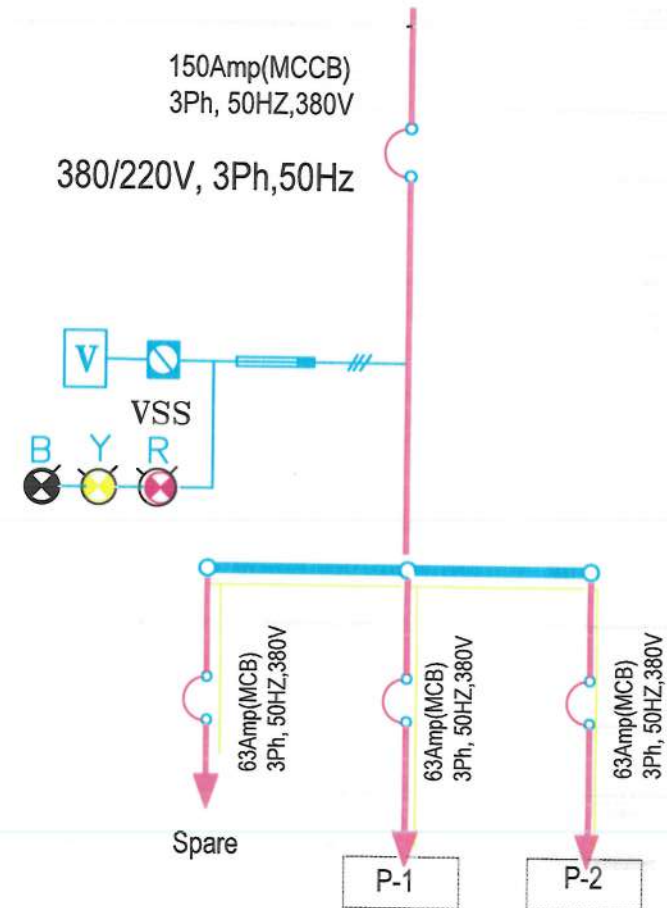 150Amp(MCCB)
3Ph, 50HZ,380V
380/220V, 3Ph,50Hz
V
VSS
B Y R
63Amp(MCB)
3Ph, 50HZ,380V
63Amp(MCB)
3Ph, 50HZ,380V
63Amp(MCB)
3Ph, 50HZ,380V
Spare
P-1
P-2